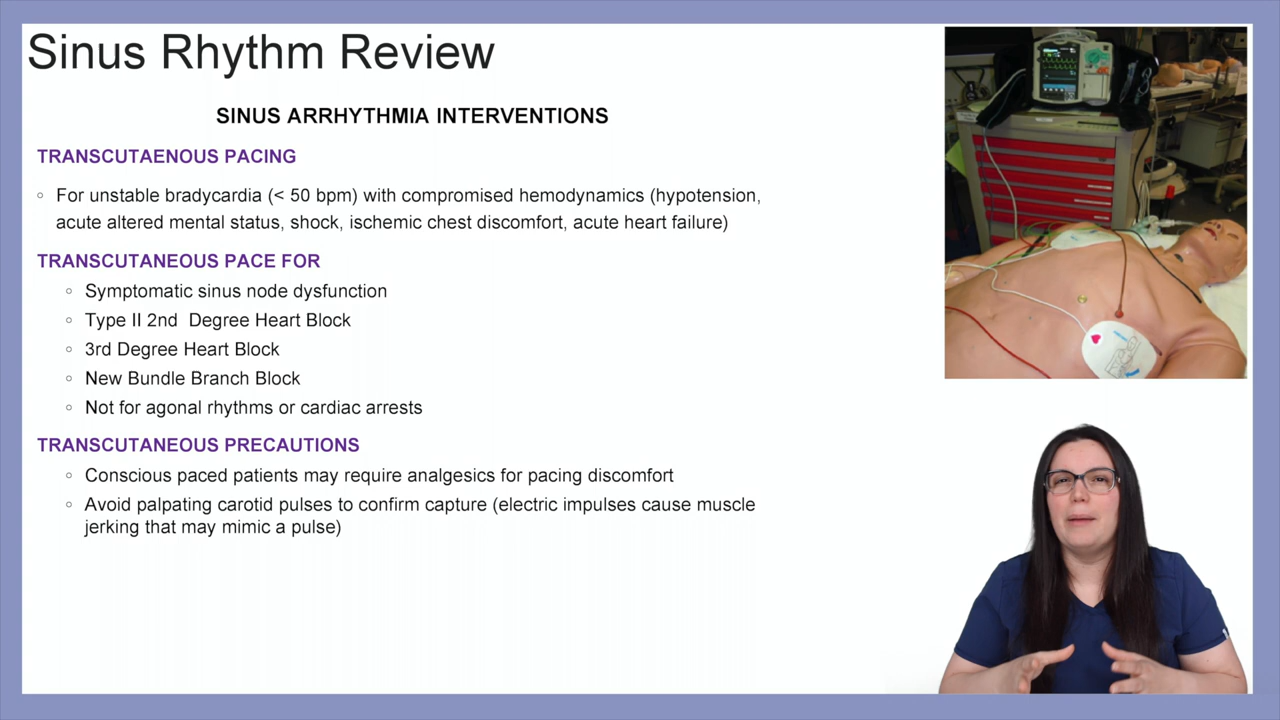 Sinus Rhythm Review
SINUS ARRHYTHMIA INTERVENTIONS
TRANSCUTAENOUS PACING
For unstable bradycardia (< 50 bpm) with compromised hemodynamics (hypotension,
acute altered mental status, shock, ischemic chest discomfort, acute heart failure)
TRANSCUTANEOUS PACE FOR
Symptomatic sinus node dysfunction
Type II 2nd Degree Heart Block
3rd Degree Heart Block
New Bundle Branch Block
Not for agonal rhythms or cardiac arrests
TRANSCUTANEOUS PRECAUTIONS
Conscious paced patients may require analgesics for pacing discomfort
Avoid palpating carotid pulses to confirm capture (electric impulses cause muscle
jerking that may mimic a pulse)